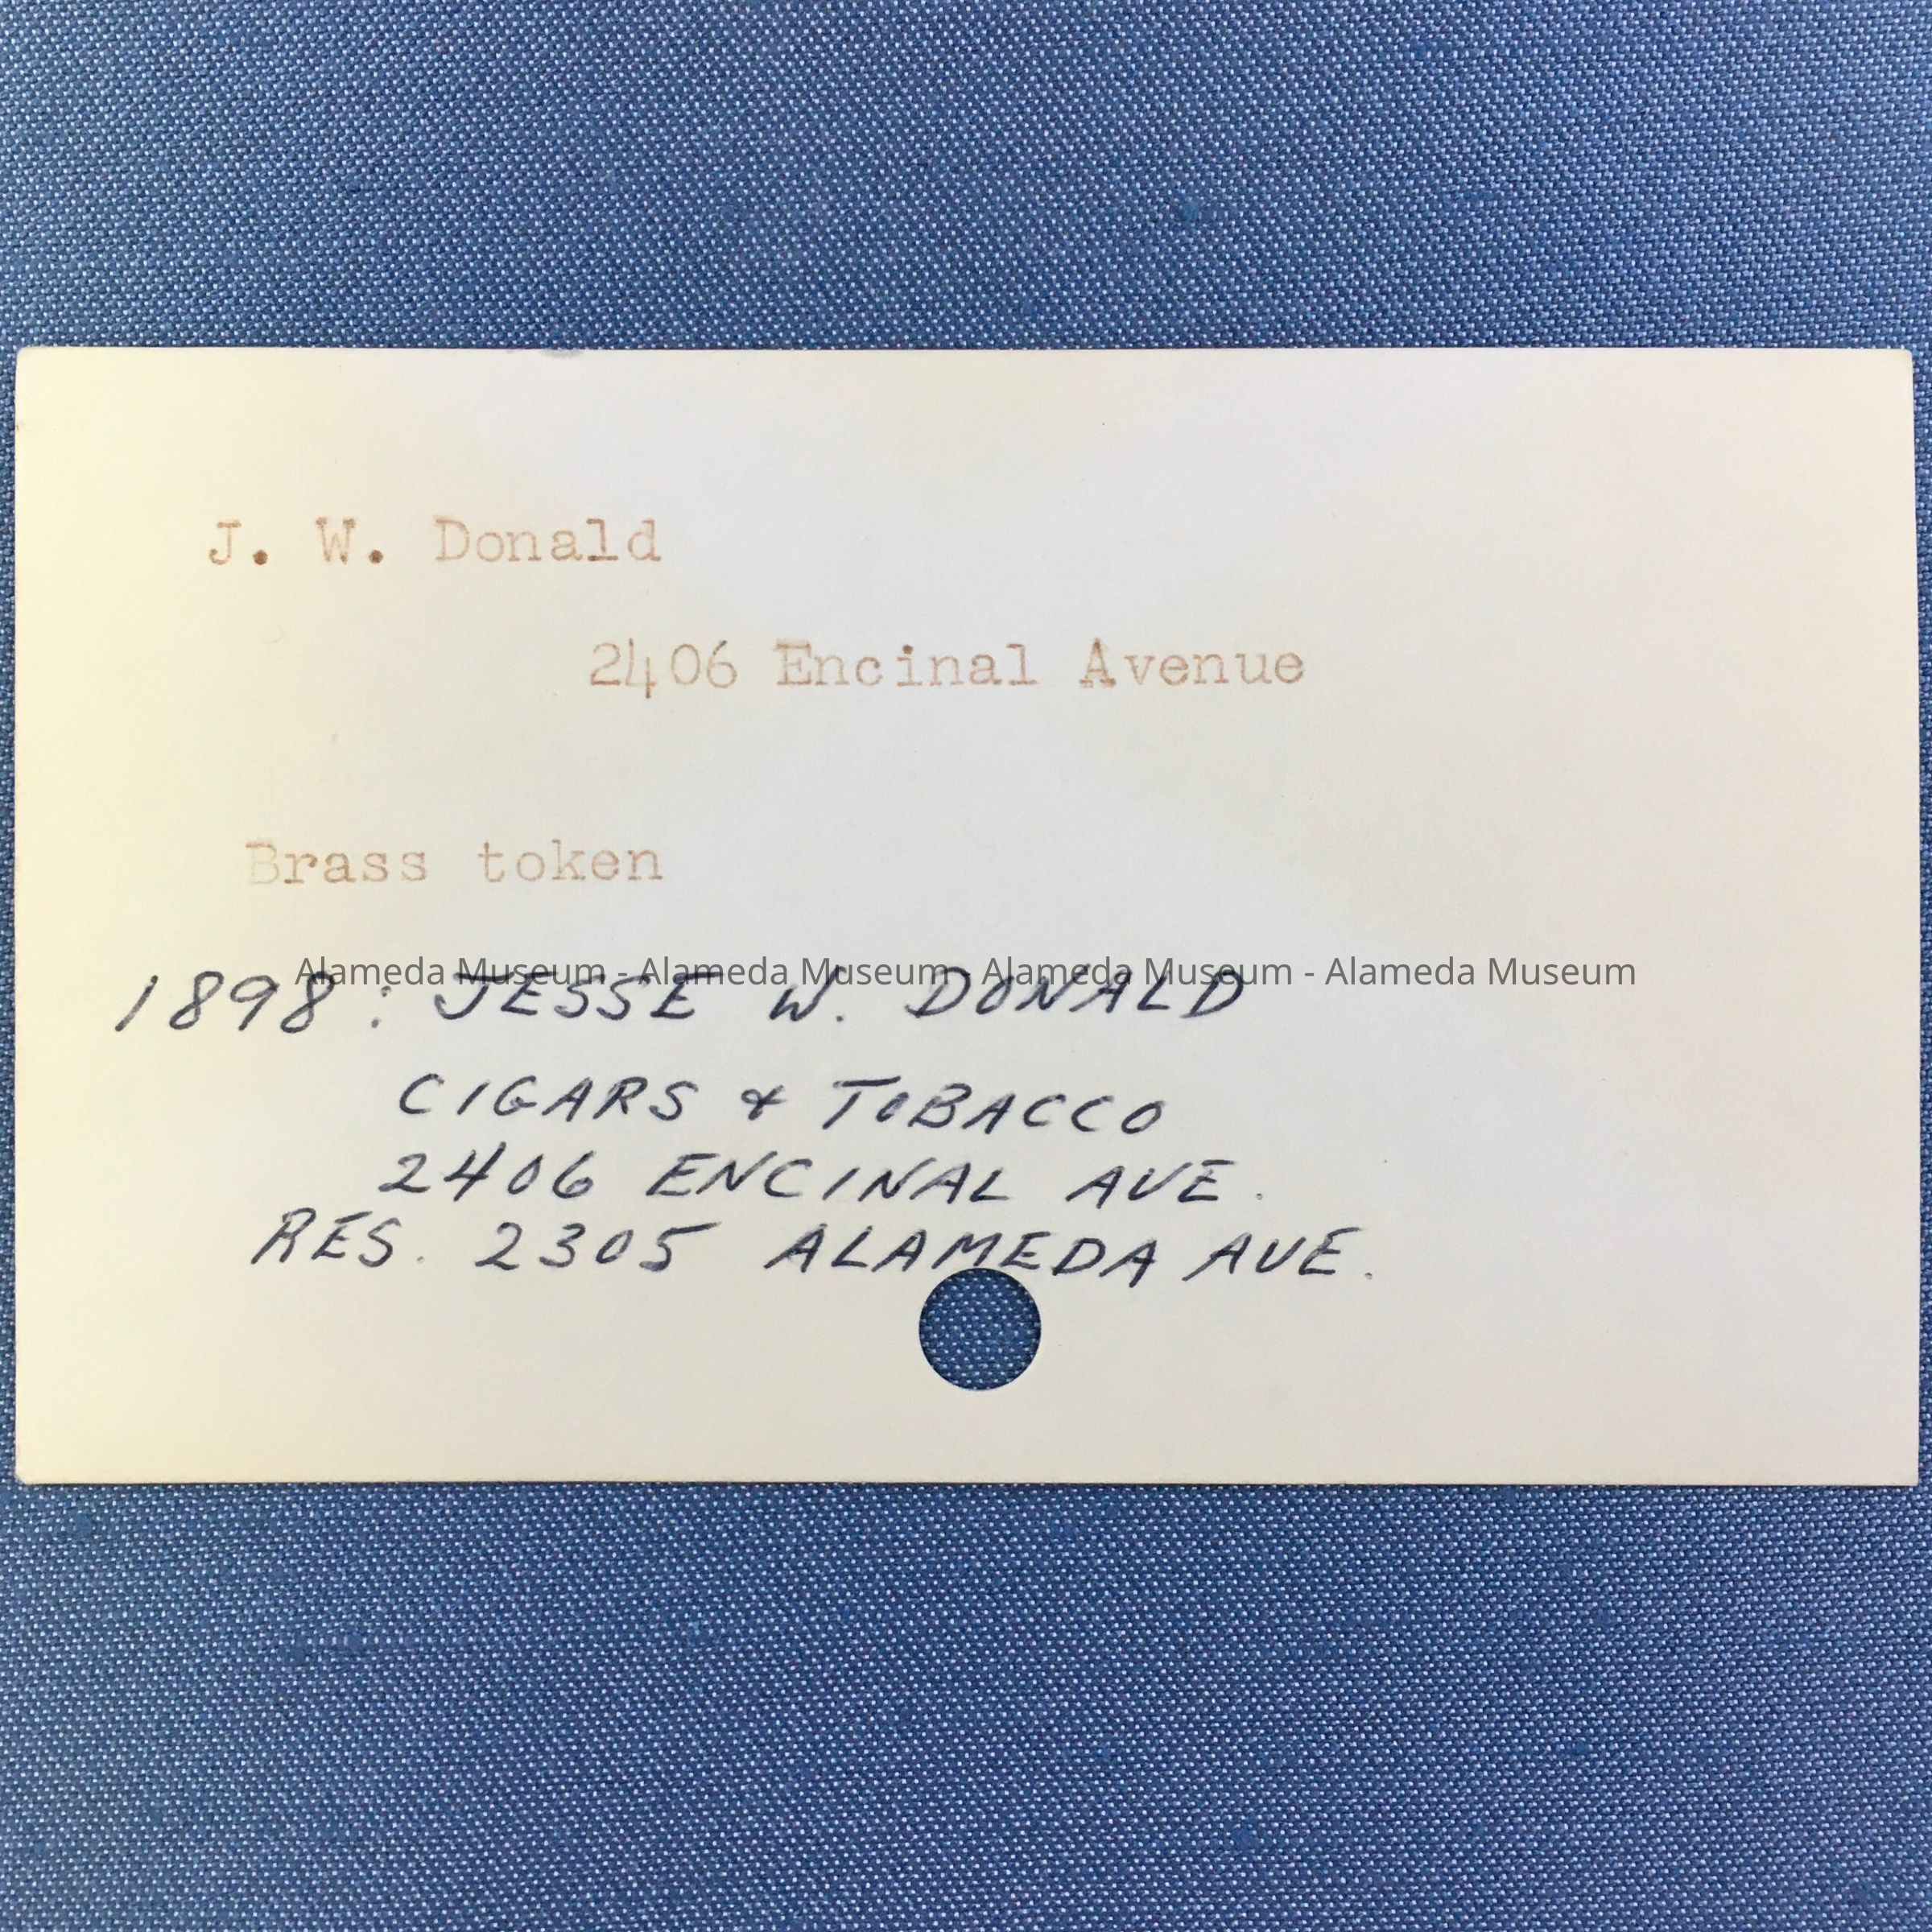 J. W. Donald
2406 Encinal Avenue
Brass token
Alameda Museum - Alameda Museum - Alameda Museum - Alameda Museum
1898: JESSE W. DONALD
CIGARS & TOBACCO
2406 ENCINAL AVE.
RES. 2305 ALAMEDA AVE.